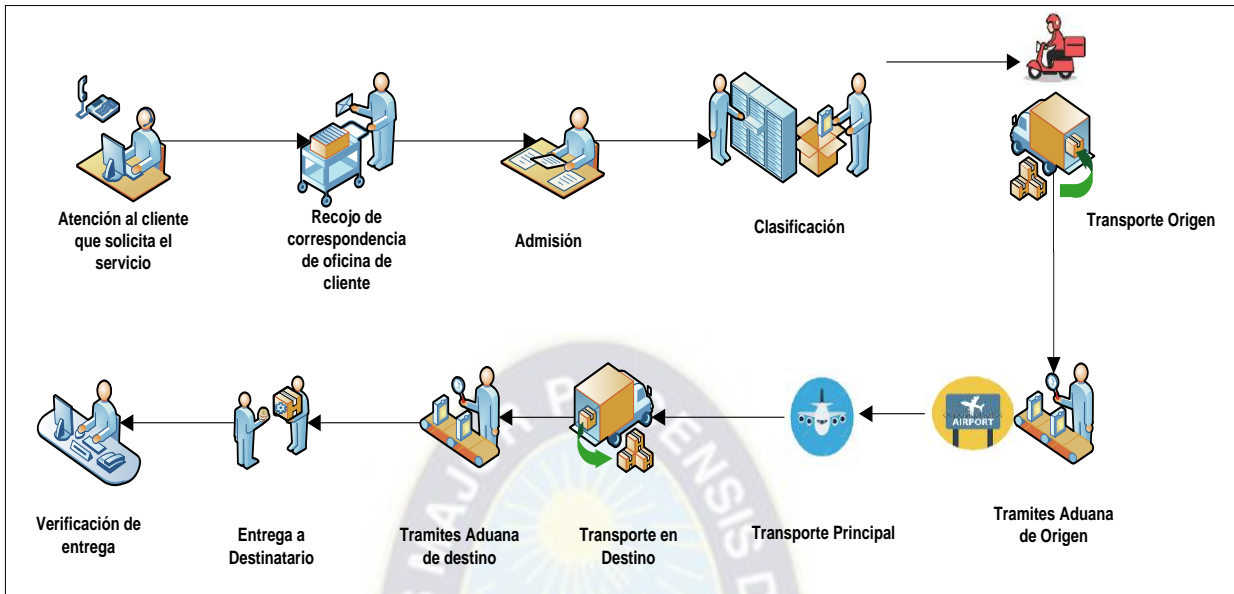 Atención al cliente
que solicita el
servicio
Recojo de
correspondencia
de oficina de
cliente
Admisión
Clasificación
Transporte Origen
AIRPORT
Verificación de
entrega
Entrega a
Destinatario
Tramites Aduana
de destino
Transporte en
Destino
Transporte Principal
Tramites Aduana
de Origen